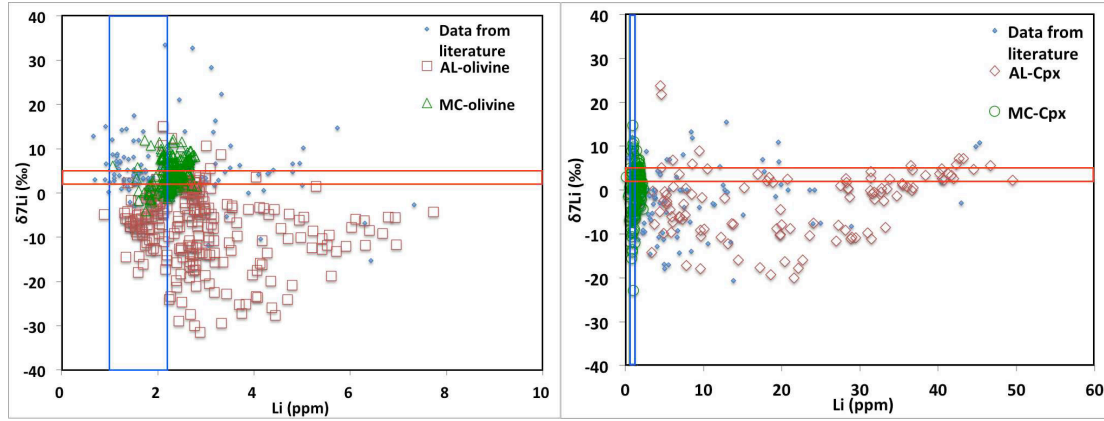 40
30
20
10
0
-10
-20
-30
-40
δ7Li (‰)
0
2
4
6
8
10
Li (ppm)
Data from
literature
AL-olivine
MC-olivine
40
30
20
10
0
-10
-20
-30
-40
δ7Li (‰)
0
10
20
30
40
50
60
Li (ppm)
Data from
literature
AL-Cpx
MC-Cpx